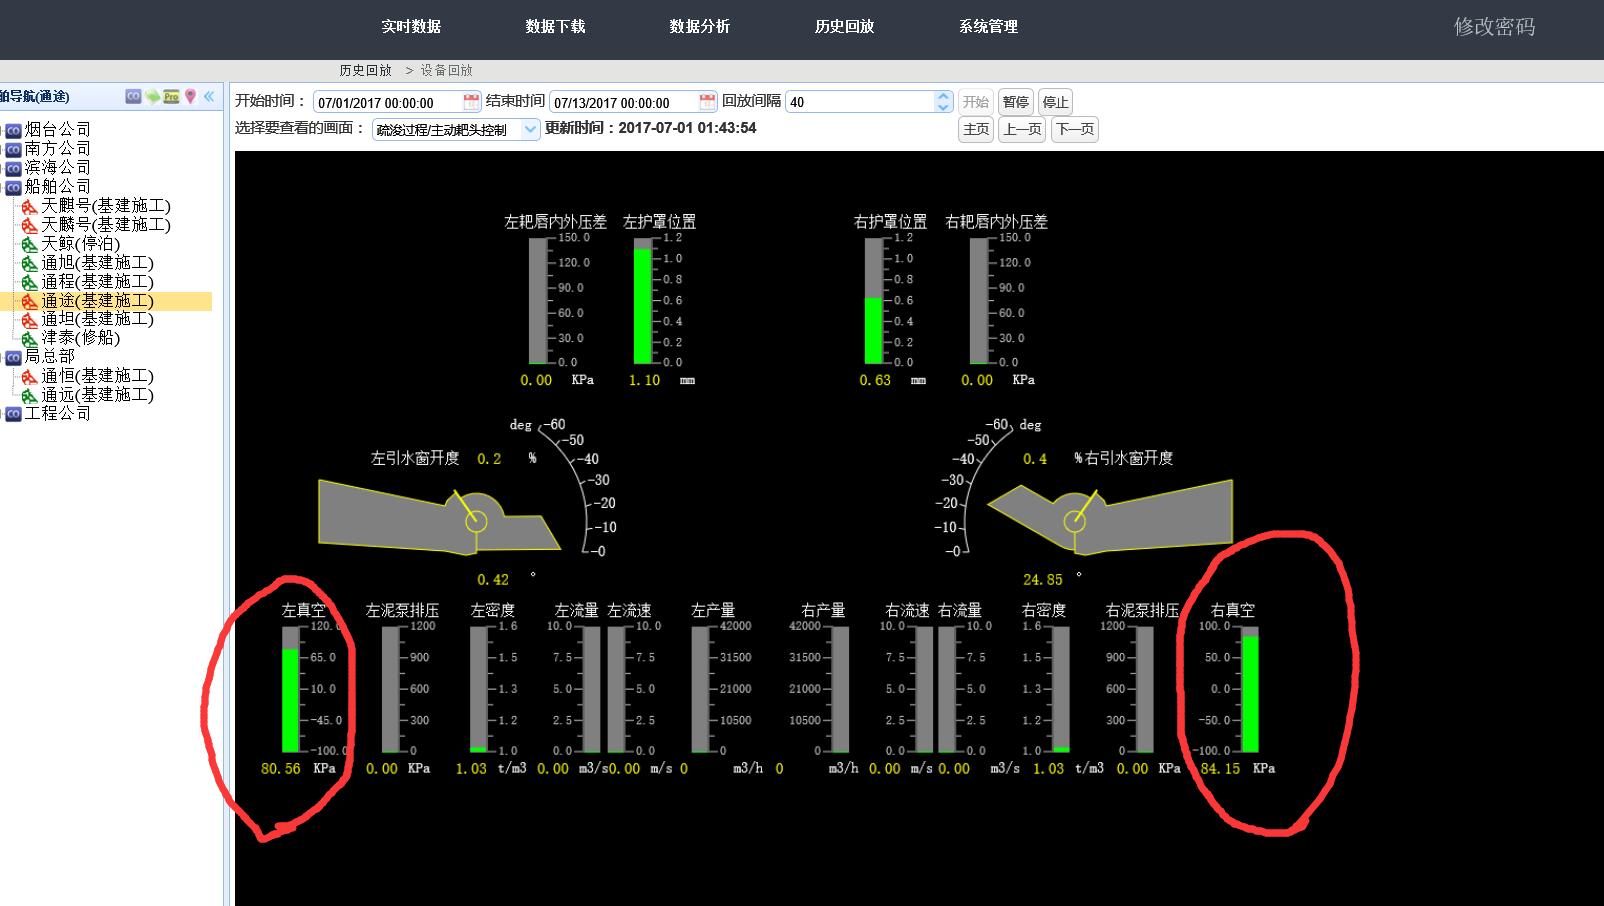 实时数据 数据下载 数据分析 历史回放 系统管理 修改密码
历史回放 > 设备回放
舶导航(通途) CO Pro
开始时间： 07/01/2017 00:00:00 结束时间 07/13/2017 00:00:00 回放间隔 40 开始 暂停 停止
选择要查看的画面： 疏浚过程/主动耙头控制 更新时间：2017-07-01 01:43:54 主页 上一页 下一页
CO 烟台公司
CO 南方公司
CO 滨海公司
CO 船舶公司
天麒号(基建施工)
天麟号(基建施工)
天鲸(停泊)
通旭(基建施工)
通程(基建施工)
通途(基建施工)
通坦(基建施工)
津泰(修船)
CO 局总部
通恒(基建施工)
通远(基建施工)
CO 工程公司
左耙唇内外压差 左护罩位置 右护罩位置 右耙唇内外压差
150.0 1.2 1.2 150.0
120.0 1.0 1.0 120.0
90.0 0.8 0.8 90.0
60.0 0.6 0.6 60.0
30.0 0.4 0.4 30.0
0.2 0.2
0.0 0.0 0.0 0.0
0.00 KPa 1.10 mm 0.63 mm 0.00 KPa
deg -60 -60 deg
-50 -50
左引水窗开度 0.2 % -40 -40 0.4 % 右引水窗开度
-30 -30
-20 -20
-10 -10
-0 -0
0.42 ° 24.85 °
左真空 左泥泵排压 左密度 左流量 左流速 左产量 右产量 右流速 右流量 右密度 右泥泵排压 右真空
120.0 1200 1.6 10.0 10.0 42000 42000 10.0 10.0 1.6 1200 100.0
65.0 900 1.5 7.5 7.5 31500 31500 7.5 7.5 1.5 900 50.0
10.0 600 1.3 5.0 5.0 21000 21000 5.0 5.0 1.3 600 0.0
-45.0 300 1.2 2.5 2.5 10500 10500 2.5 2.5 1.2 300 -50.0
-100.0 0 1.0 0.0 0.0 0 0 0.0 0.0 1.0 0 -100.0
80.56 KPa 0.00 KPa 1.03 t/m3 0.00 m3/s 0.00 m/s 0 m3/h 0 m3/h 0.00 m/s 0.00 m3/s 1.03 t/m3 0.00 KPa 84.15 KPa